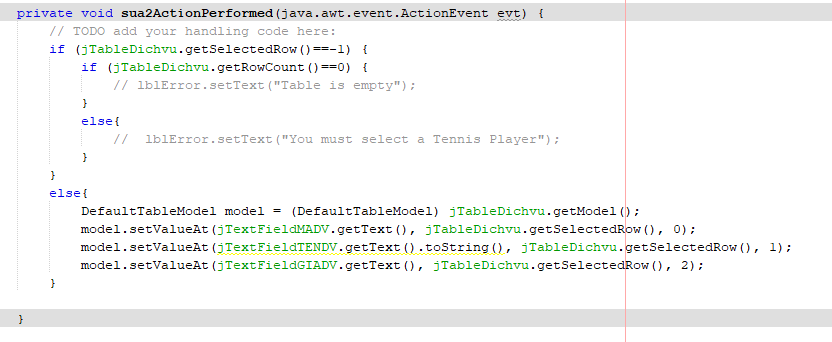 private void sua2ActionPerformed(java.awt.event.ActionEvent evt) {
    // TODO add your handling code here:
    if (jTableDichvu.getSelectedRow()==-1) {
        if (jTableDichvu.getRowCount()==0) {
            // lblError.setText("Table is empty");
        }
        else{
            //  lblError.setText("You must select a Tennis Player");
        }
    }
    else{
        DefaultTableModel model = (DefaultTableModel) jTableDichvu.getModel();
        model.setValueAt(jTextFieldMADV.getText(), jTableDichvu.getSelectedRow(), 0);
        model.setValueAt(jTextFieldTENDV.getText().toString(), jTableDichvu.getSelectedRow(), 1);
        model.setValueAt(jTextFieldGIADV.getText(), jTableDichvu.getSelectedRow(), 2);
    }
}